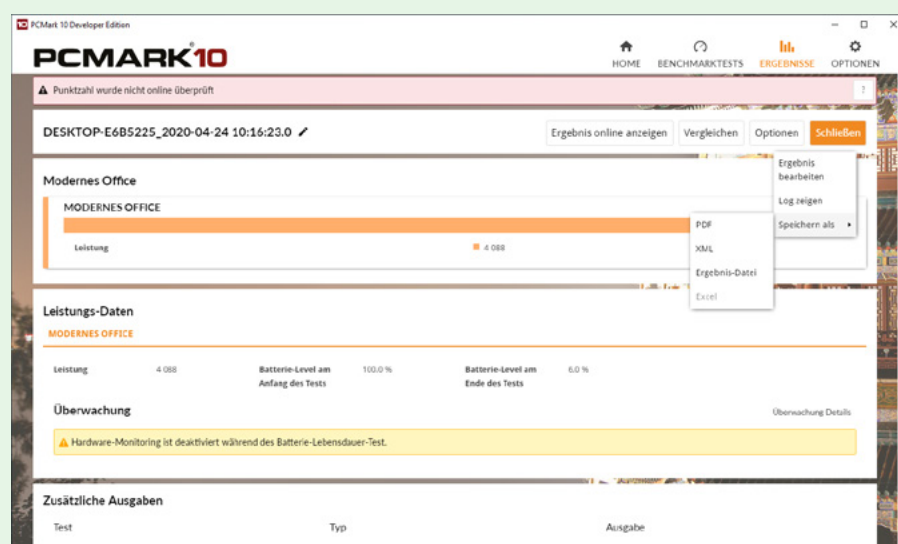 PCMark 10 Developer Edition
PCMARK 10
HOME
BENCHMARKTESTS
ERGEBNISSE
OPTIONEN
Punktzahl wurde nicht online überprüft
?
DESKTOP-E6B5225_2020-04-24 10:16:23.0
Ergebnis online anzeigen
Vergleichen
Optionen
Schließen
Ergebnis
bearbeiten
Log zeigen
Speichern als
PDF
XML
Ergebnis-Datei
Excel
Modernes Office
MODERNES OFFICE
Leistung 4 088
Leistungs-Daten
MODERNES OFFICE
Leistung 4 088
Batterie-Level am
Anfang des Tests
100.0 %
Batterie-Level am
Ende des Tests
6.0 %
Überwachung
Überwachung Details
Hardware-Monitoring ist deaktiviert während des Batterie-Lebensdauer-Test.
Zusätzliche Ausgaben
Test Typ Ausgabe